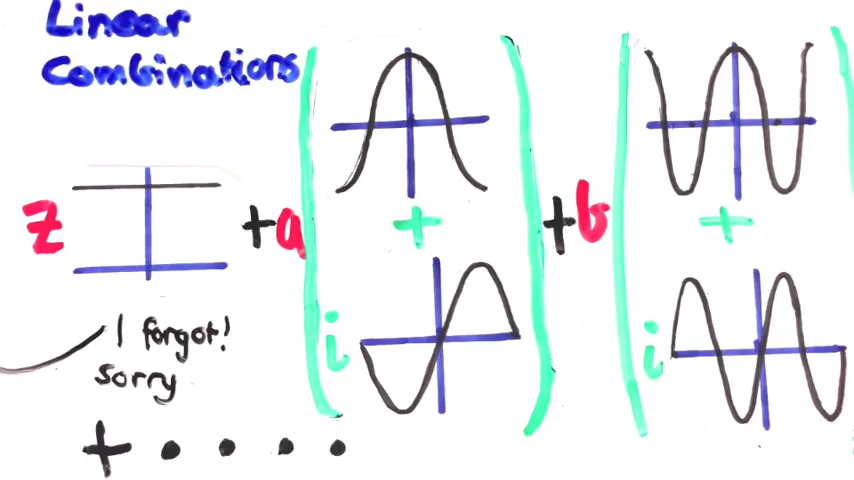 Linear
Combinations
z + a ( + i ) + b ( + i )
I forgot!
sorry
+ . . . .